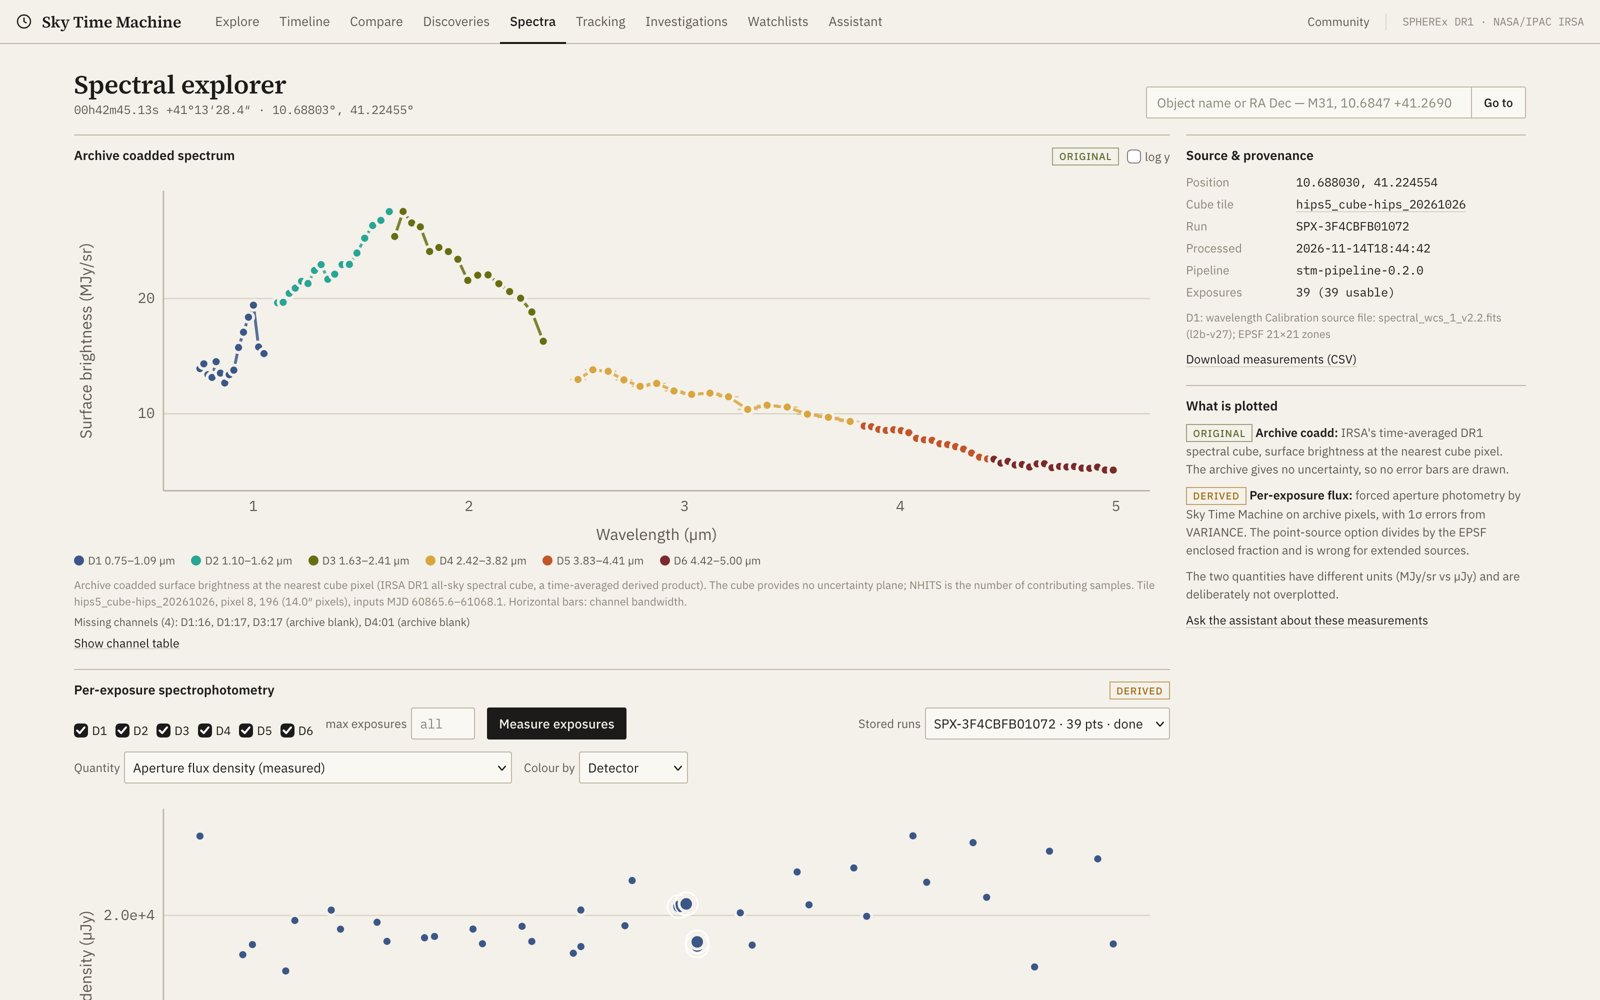 Sky Time Machine Explore Timeline Compare Discoveries Spectra Tracking Investigations Watchlists Assistant Community SPHEREx DR1 · NASA/IPAC IRSA
Spectral explorer
00h42m45.13s +41°13′28.4″ · 10.68803°, 41.22455°
Object name or RA Dec — M31, 10.6847 +41.2690 Go to
Archive coadded spectrum ORIGINAL log y
Surface brightness (MJy/sr)
20
10
1 2 3 4 5
Wavelength (μm)
D1 0.75–1.09 μm D2 1.10–1.62 μm D3 1.63–2.41 μm D4 2.42–3.82 μm D5 3.83–4.41 μm D6 4.42–5.00 μm
Archive coadded surface brightness at the nearest cube pixel (IRSA DR1 all-sky spectral cube, a time-averaged derived product). The cube provides no uncertainty plane; NHITS is the number of contributing samples. Tile
hips5_cube-hips_20261026, pixel 8, 196 (14.0″ pixels), inputs MJD 60865.6–61068.1. Horizontal bars: channel bandwidth.
Missing channels (4): D1:16, D1:17, D3:17 (archive blank), D4:01 (archive blank)
Show channel table
Source & provenance
Position 10.688030, 41.224554
Cube tile hips5_cube-hips_20261026
Run SPX-3F4CBFB01072
Processed 2026-11-14T18:44:42
Pipeline stm-pipeline-0.2.0
Exposures 39 (39 usable)
D1: wavelength Calibration source file: spectral_wcs_1_v2.2.fits
(l2b-v27); EPSF 21×21 zones
Download measurements (CSV)
What is plotted
ORIGINAL Archive coadd: IRSA's time-averaged DR1
spectral cube, surface brightness at the nearest cube pixel.
The archive gives no uncertainty, so no error bars are drawn.
DERIVED Per-exposure flux: forced aperture photometry by
Sky Time Machine on archive pixels, with 1σ errors from
VARIANCE. The point-source option divides by the EPSF
enclosed fraction and is wrong for extended sources.
The two quantities have different units (MJy/sr vs μJy) and are
deliberately not overplotted.
Ask the assistant about these measurements
Per-exposure spectrophotometry DERIVED
D1 D2 D3 D4 D5 D6 max exposures all Measure exposures Stored runs SPX-3F4CBFB01072 · 39 pts · done
Quantity Aperture flux density (measured) Colour by Detector
2.0e+4
density (μJy)